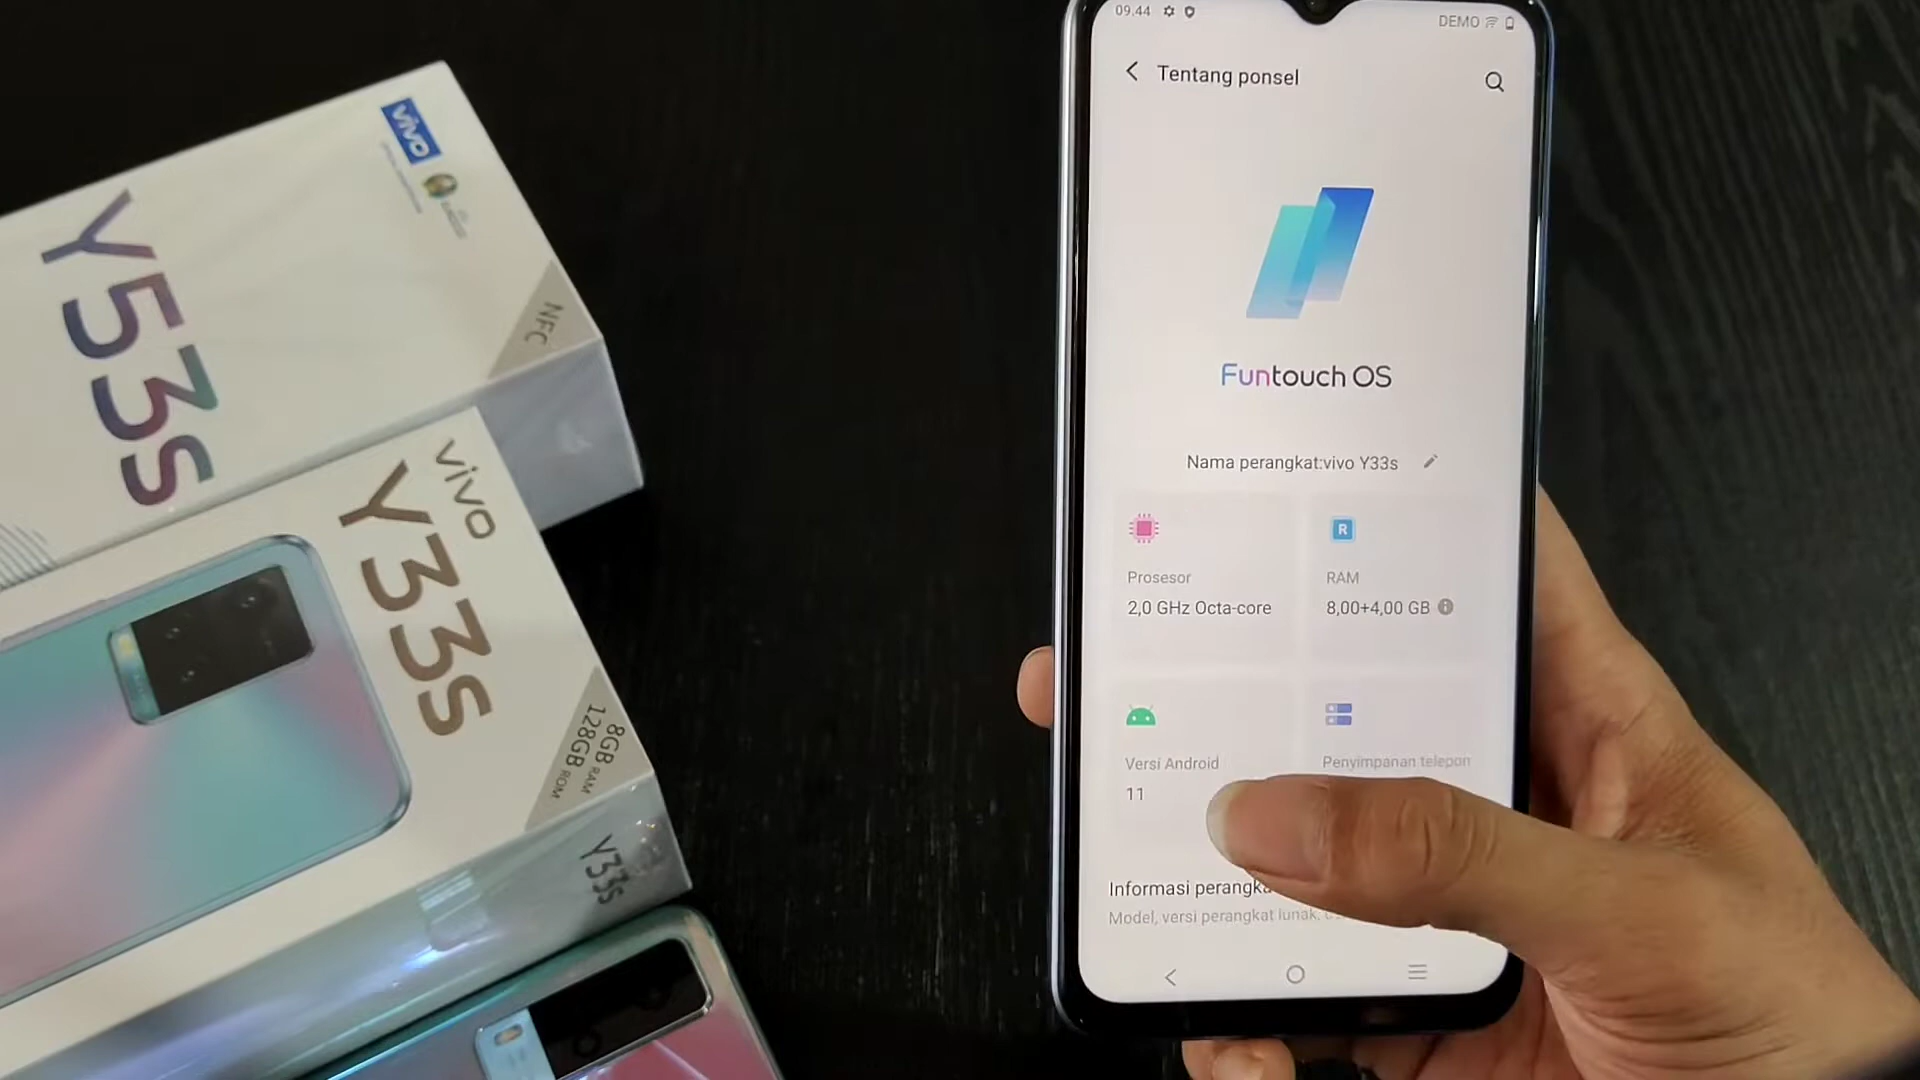 vivo
Y53s
NFC
vivo
Y33s
8GB RAM
128GB ROM
Y33s
09.44
DEMO
Tentang ponsel
Funtouch OS
Nama perangkat:vivo Y33s
R
Prosesor
2,0 GHz Octa-core
RAM
8,00+4,00 GB
Versi Android
11
Penyimpanan telepon
Informasi perangka
Model, versi perangkat lunak,